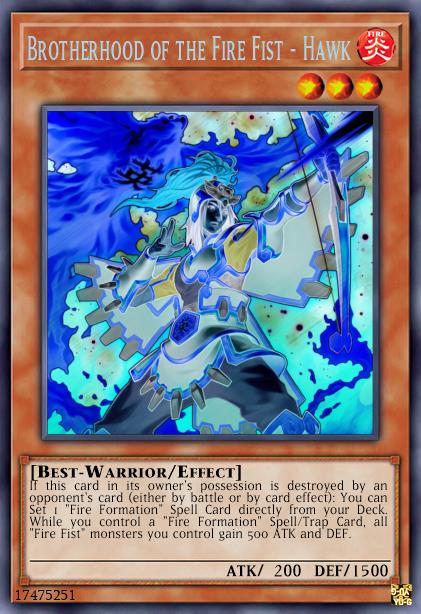 Brotherhood of the Fire Fist - Hawk
FIRE
炎
[Best-Warrior/Effect]
If this card in its owner's possession is destroyed by an
opponent's card (either by battle or by card effect): You can
Set 1 "Fire Formation" Spell Card directly from your Deck.
While you control a "Fire Formation" Spell/Trap Card, all
"Fire Fist" monsters you control gain 500 ATK and DEF.
ATK/ 200 DEF/1500
17475251